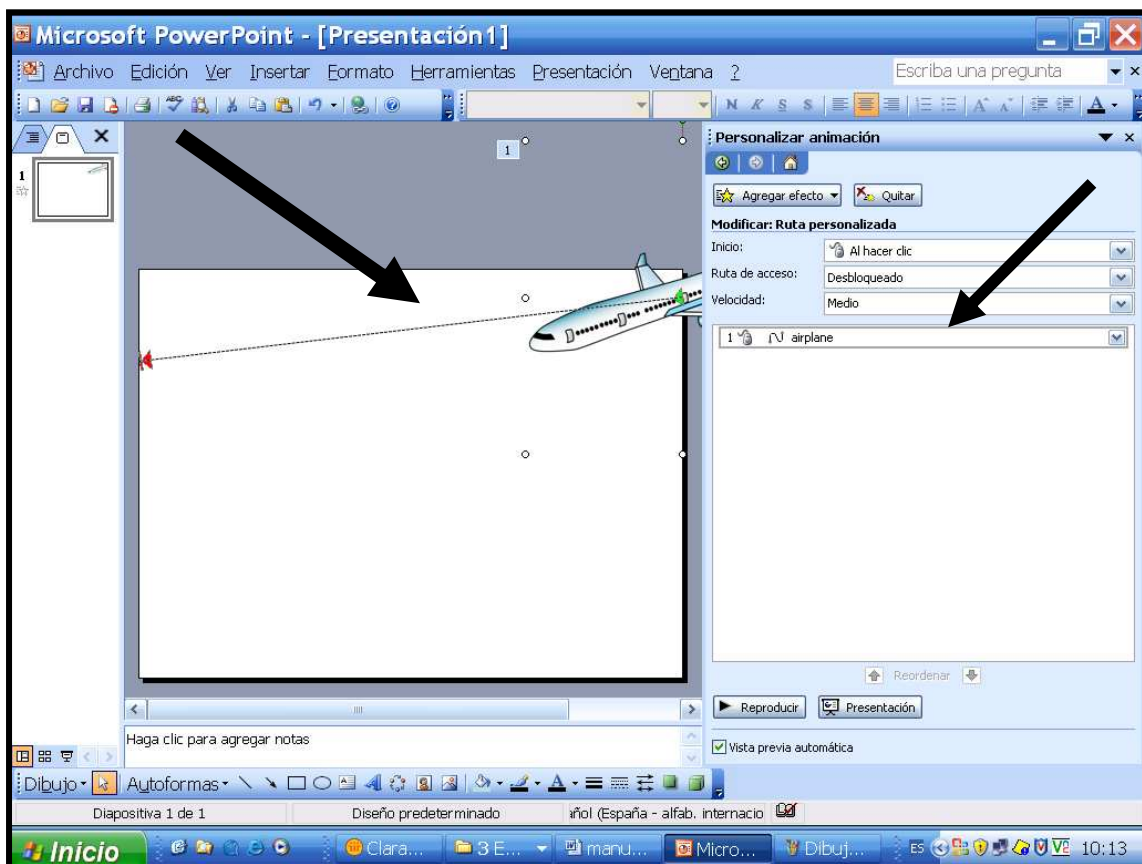 Microsoft PowerPoint - [Presentación1]
Archivo Edición Ver Insertar Formato Herramientas Presentación Ventana ? Escriba una pregunta
N K S S A
1
1
Personalizar animación
Agregar efecto Quitar
Modificar: Ruta personalizada
Inicio: Al hacer clic
Ruta de acceso: Desbloqueado
Velocidad: Medio
1 airplane
Reordenar
Reproducir Presentación
Vista previa automática
Haga clic para agregar notas
Dibujo Autoformas A
Diapositiva 1 de 1 Diseño predeterminado iñol (España - alfab. internacio
Inicio Clara... 3 E... manu... Micro... Dibuj... ES 10:13